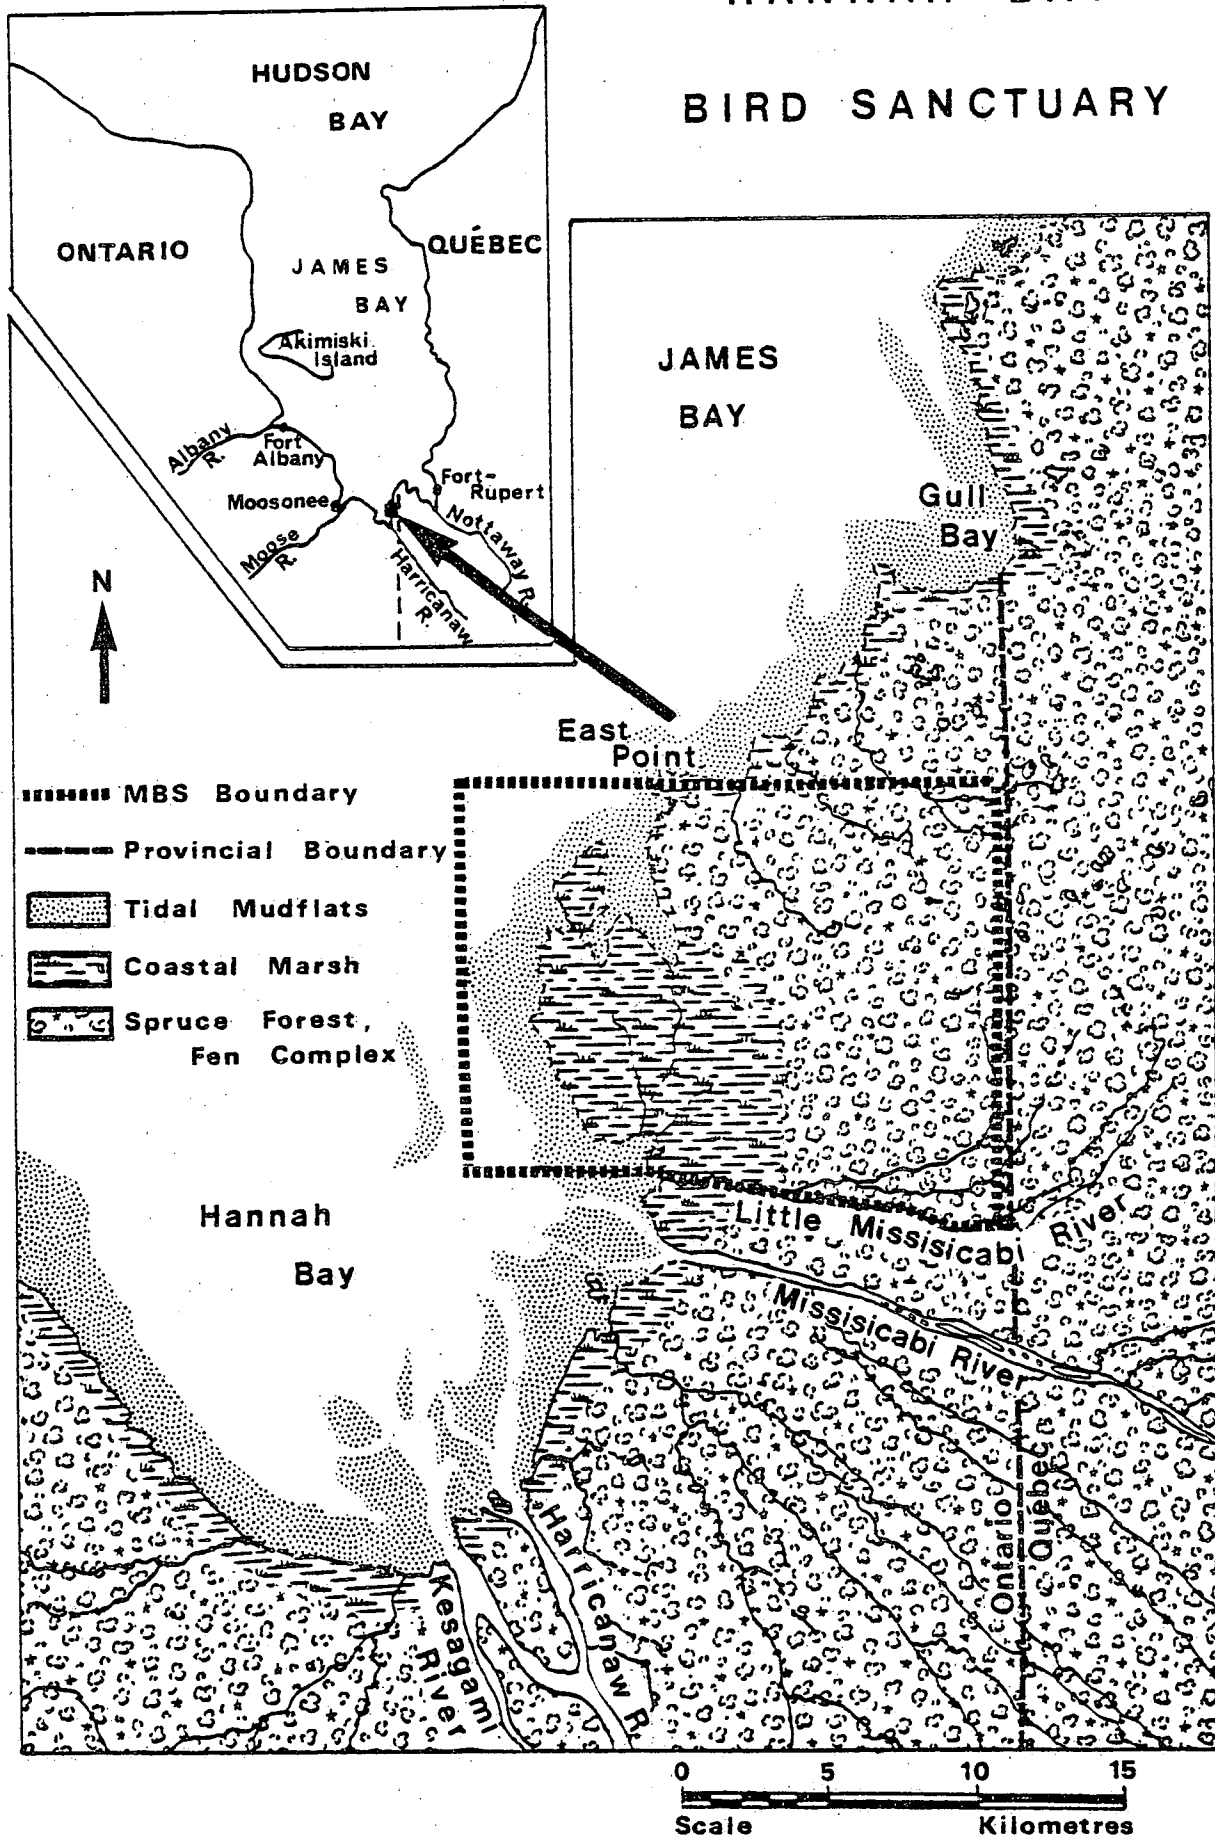 BIRD SANCTUARY
HUDSON
BAY
ONTARIO
QUÉBEC
JAMES
BAY
Akimiski
Island
Albany
R.
Fort
Albany
Moosonee
Moose
R.
Fort-
Rupert
Nottaway R.
Harricanaw
R.
N
JAMES
BAY
Gull
Bay
East
Point
MBS Boundary
Provincial Boundary
Tidal Mudflats
Coastal Marsh
Spruce Forest,
Fen Complex
Hannah
Bay
Little Missisicabi River
Missisicabi River
Ontario
Québec
Harricanaw R.
Kesagami
River
0 5 10 15
Scale Kilometres